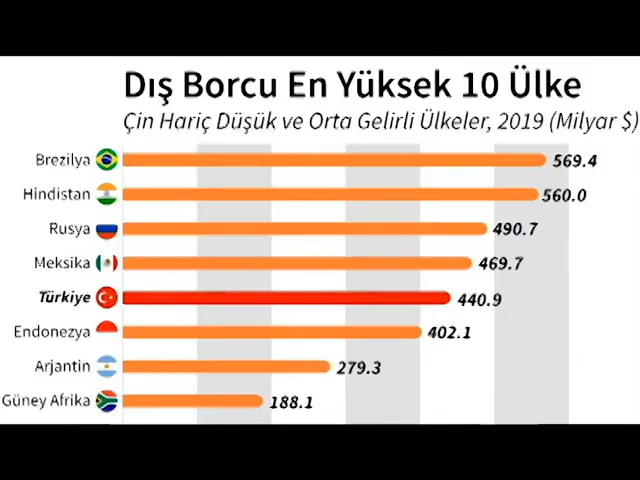 Dış Borcu En Yüksek 10 Ülke
Çin Hariç Düşük ve Orta Gelirli Ülkeler, 2019 (Milyar $)
Brezilya 569.4
Hindistan 560.0
Rusya 490.7
Meksika 469.7
Türkiye 440.9
Endonezya 402.1
Arjantin 279.3
Güney Afrika 188.1